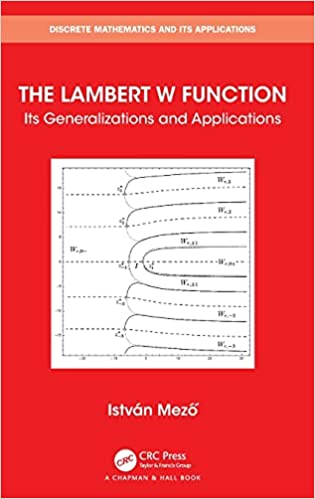 DISCRETE MATHEMATICS AND ITS APPLICATIONS
THE LAMBERT W FUNCTION
Its Generalizations and Applications
István Mező
CRC
CRC Press
Taylor & Francis Group
A CHAPMAN & HALL BOOK